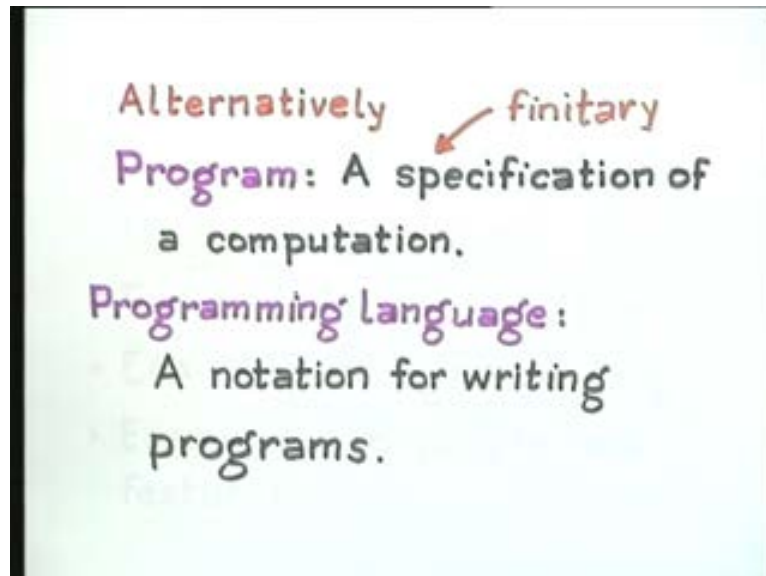 Alternatively finitary
Program: A specification of
a computation.
Programming language:
A notation for writing
programs.